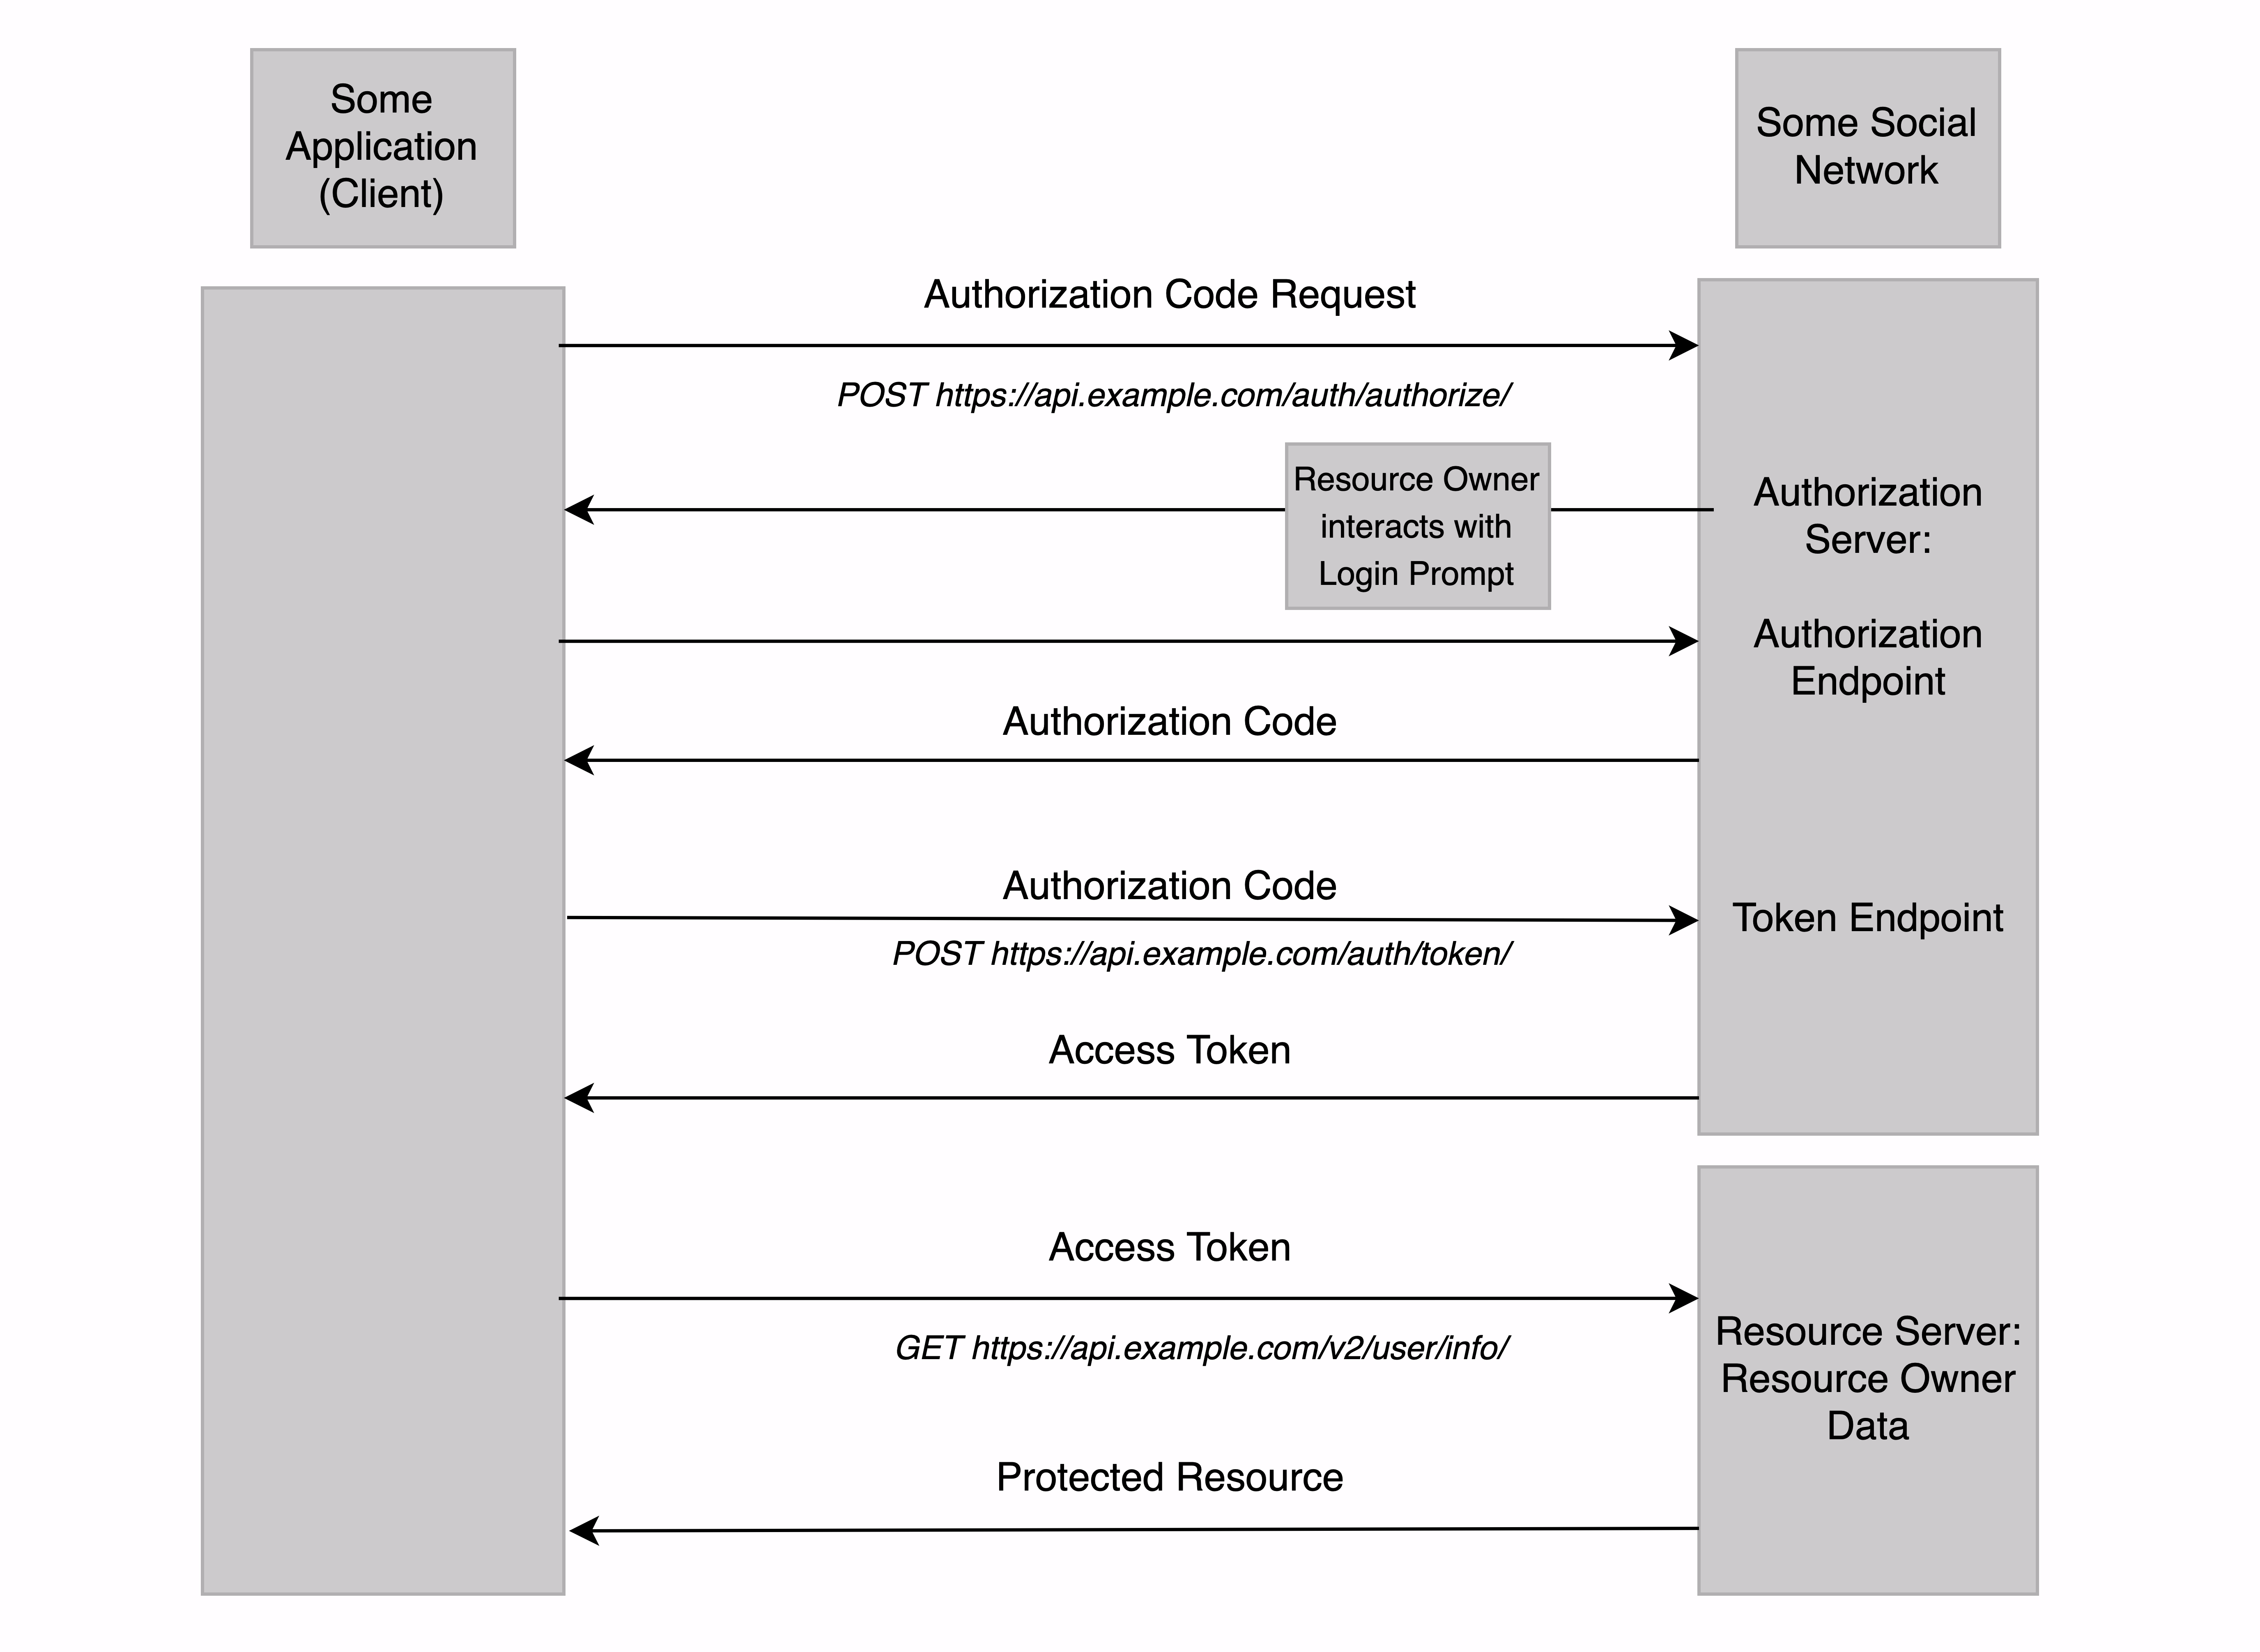 Some
Application
(Client)
Some Social
Network
Authorization Code Request
POST https://api.example.com/auth/authorize/
Resource Owner
interacts with
Login Prompt
Authorization
Server:
Authorization
Endpoint
Authorization Code
Authorization Code
POST https://api.example.com/auth/token/
Token Endpoint
Access Token
Access Token
GET https://api.example.com/v2/user/info/
Resource Server:
Resource Owner
Data
Protected Resource